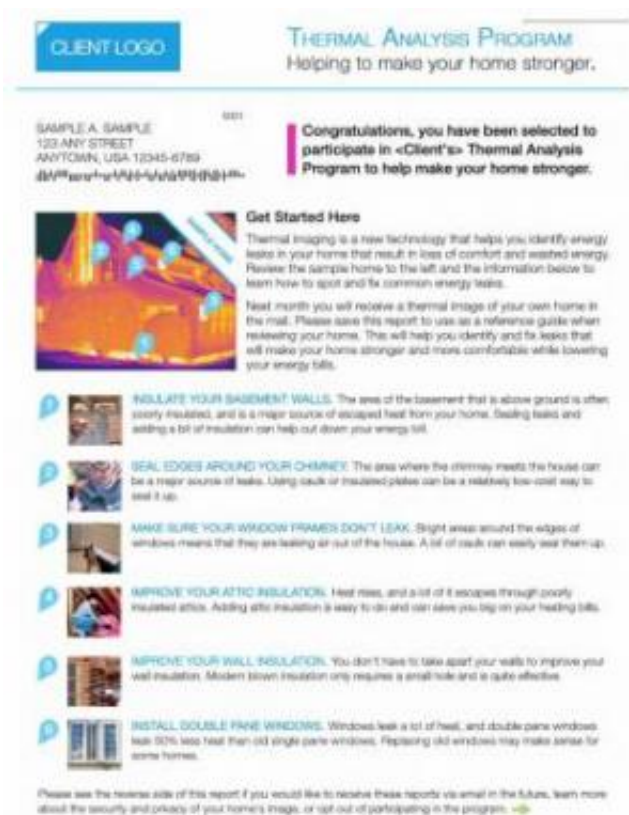 CLIENT LOGO
THERMAL ANALYSIS PROGRAM
Helping to make your home stronger.
SAMPLE A. SAMPLE
123 ANY STREET
ANYTOWN, USA 12345-6789
Congratulations, you have been selected to
participate in <Client's> Thermal Analysis
Program to help make your home stronger.
SAMPLE HOME
Get Started Here
Thermal imaging is a new technology that helps you identify energy
leaks in your home that result in loss of comfort and wasted energy.
Review the sample home to the left and the information below to
learn how to spot and fix common energy leaks.
Next month you will receive a thermal image of your own home in
the mail. Please save this report to use as a reference guide when
reviewing your home. This will help you identify and fix leaks that
will make your home stronger and more comfortable while lowering
your energy bills.
1 INSULATE YOUR BASEMENT WALLS. The area of the basement that is above ground is often
poorly insulated, and is a major source of escaped heat from your home. Sealing leaks and
adding a bit of insulation can help cut down your energy bill.
2 SEAL EDGES AROUND YOUR CHIMNEY. The area where the chimney meets the house can
be a major source of leaks. Using caulk or insulated plates can be a relatively low-cost way to
seal it up.
3 MAKE SURE YOUR WINDOW FRAMES DON'T LEAK. Bright areas around the edges of
windows means that they are leaking air out of the house. A bit of caulk can easily seal them up.
4 IMPROVE YOUR ATTIC INSULATION. Heat rises, and a lot of it escapes through poorly
insulated attics. Adding attic insulation is easy to do and can save you big on your heating bills.
5 IMPROVE YOUR WALL INSULATION. You don't have to take apart your walls to improve your
wall insulation. Modern blown insulation only requires a small hole and is quite effective.
6 INSTALL DOUBLE PANE WINDOWS. Windows leak a lot of heat, and double pane windows
leak 50% less heat than old single pane windows. Replacing old windows may make sense for
some homes.
Please see the reverse side of this report if you would like to receive these reports via email in the future, learn more
about the security and privacy of your home's image, or opt out of participating in the program.